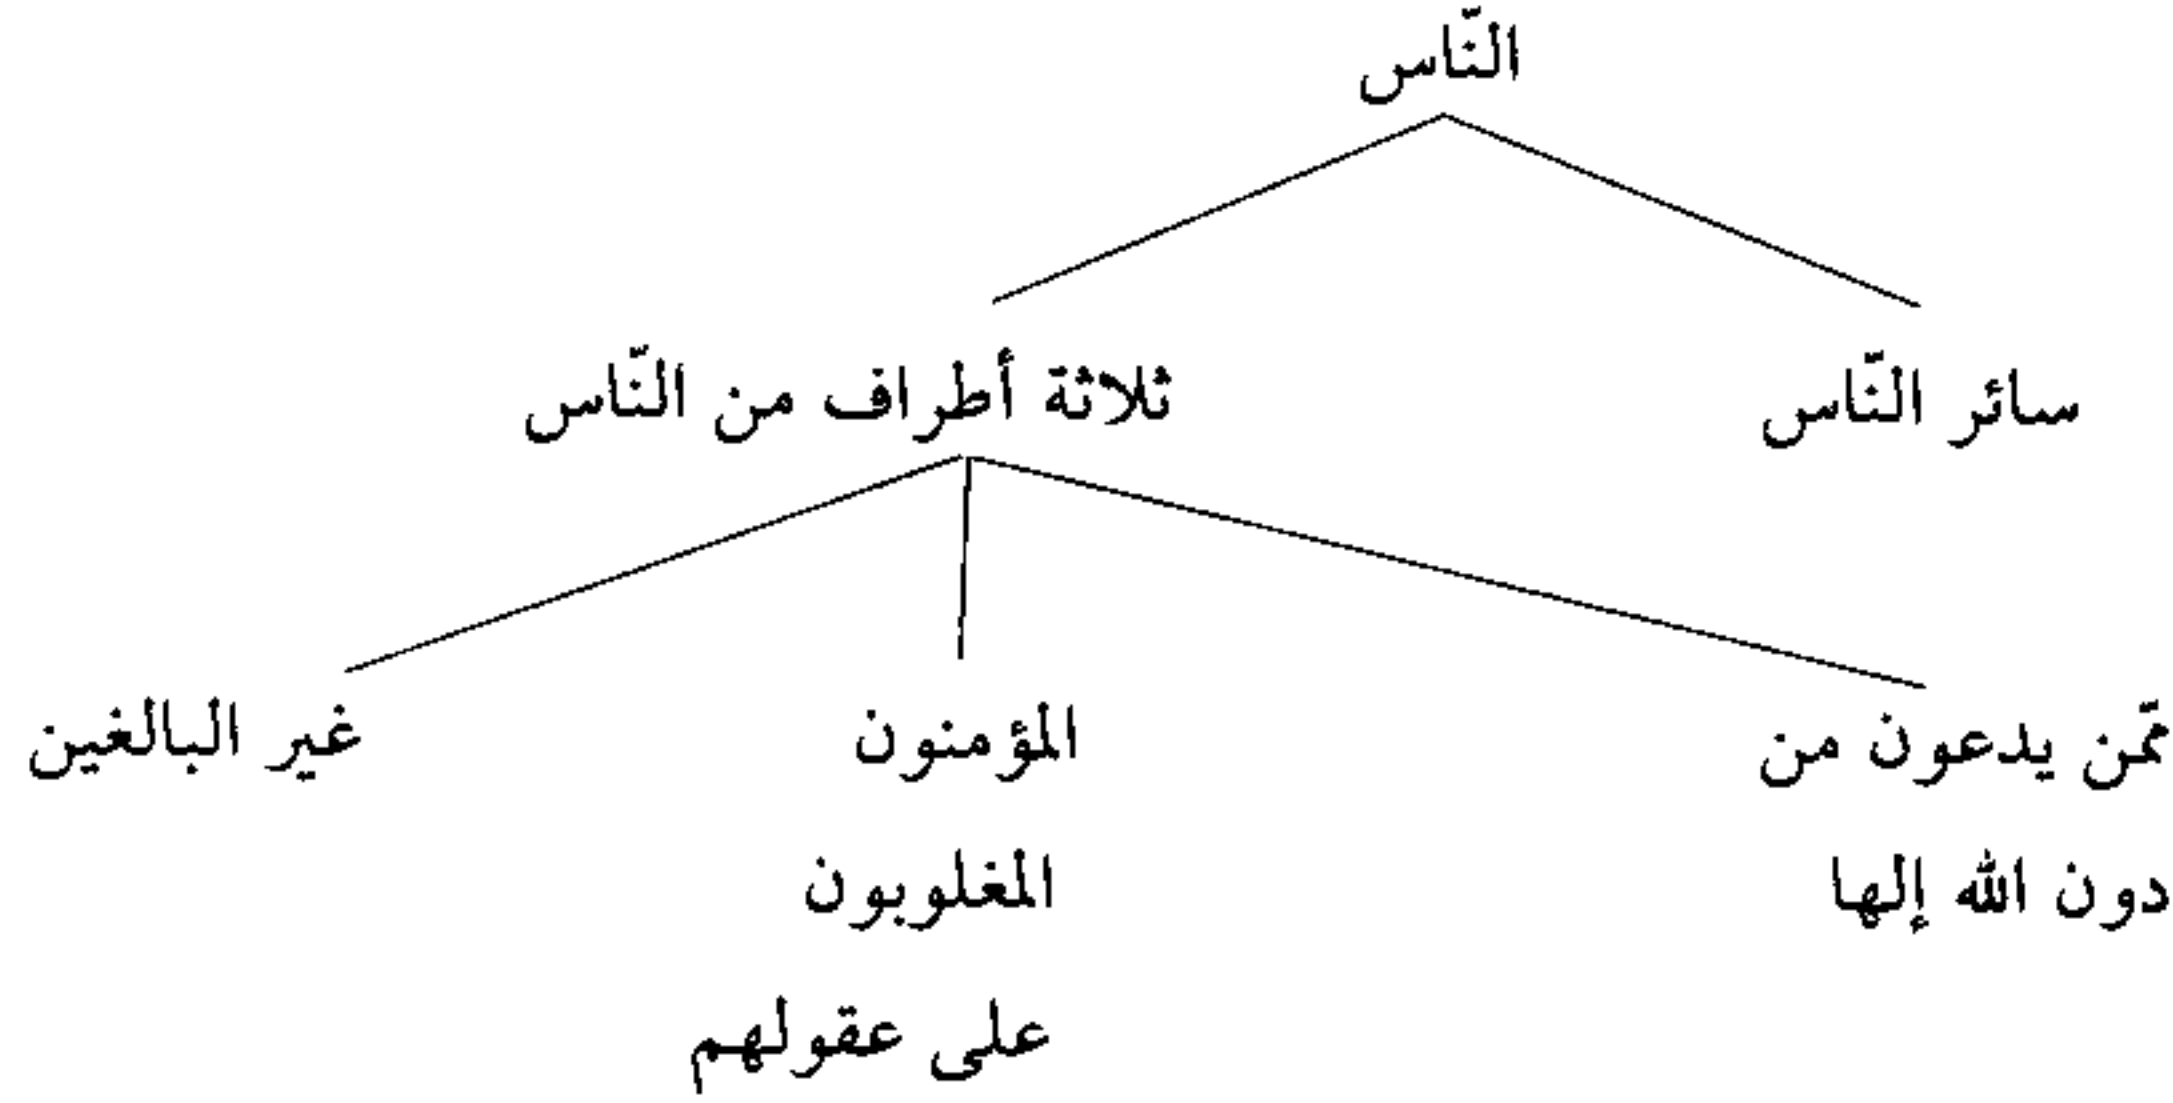 النّاس
سائر النّاس
ثلاثة أطراف من النّاس
ممّن يدعون من
دون الله إلها
المؤمنون
المغلوبون
على عقولهم
غير البالغين